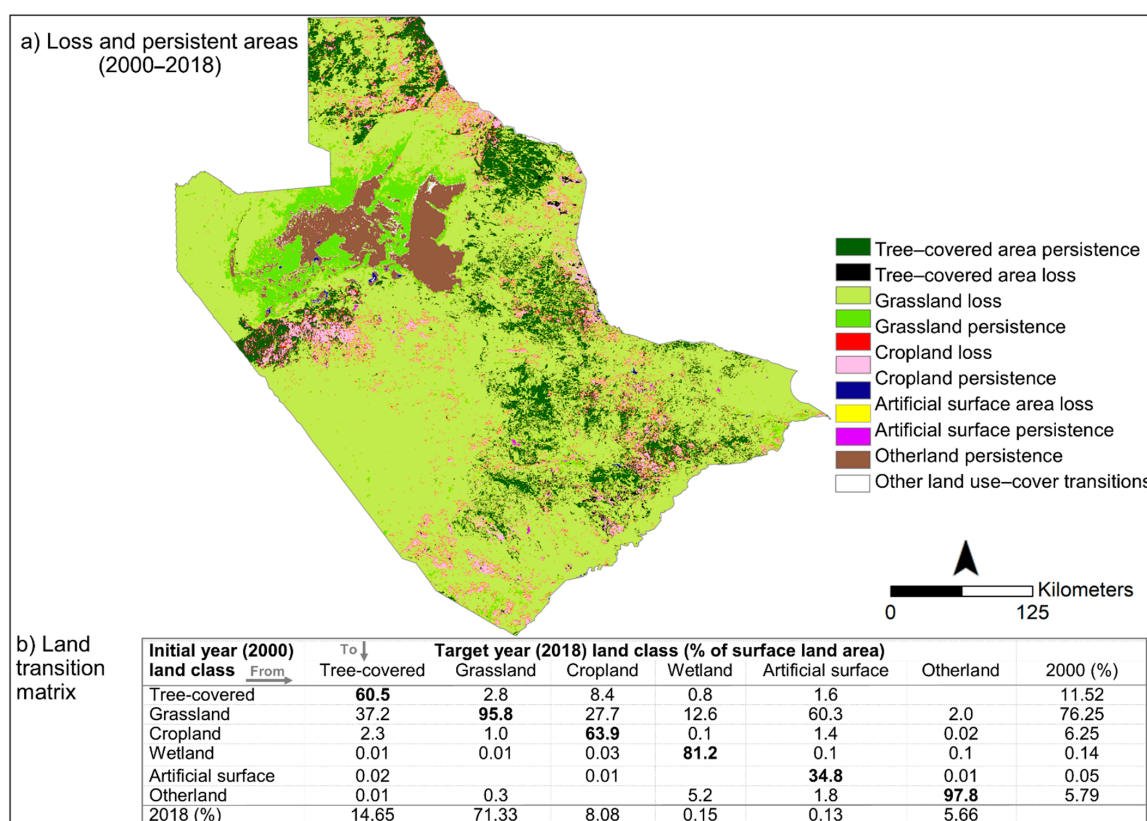 a) Loss and persistent areas
(2000–2018)
Tree–covered area persistence
Tree–covered area loss
Grassland loss
Grassland persistence
Cropland loss
Cropland persistence
Artificial surface area loss
Artificial surface persistence
Otherland persistence
Other land use–cover transitions
Kilometers
0 125
b) Land
transition
matrix
Initial year (2000) To Target year (2018) land class (% of surface land area)
land class From Tree-covered Grassland Cropland Wetland Artificial surface Otherland 2000 (%)
Tree-covered 60.5 2.8 8.4 0.8 1.6 11.52
Grassland 37.2 95.8 27.7 12.6 60.3 2.0 76.25
Cropland 2.3 1.0 63.9 0.1 1.4 0.02 6.25
Wetland 0.01 0.01 0.03 81.2 0.1 0.1 0.14
Artificial surface 0.02 0.01 34.8 0.01 0.05
Otherland 0.01 0.3 5.2 1.8 97.8 5.79
2018 (%) 14.65 71.33 8.08 0.15 0.13 5.66